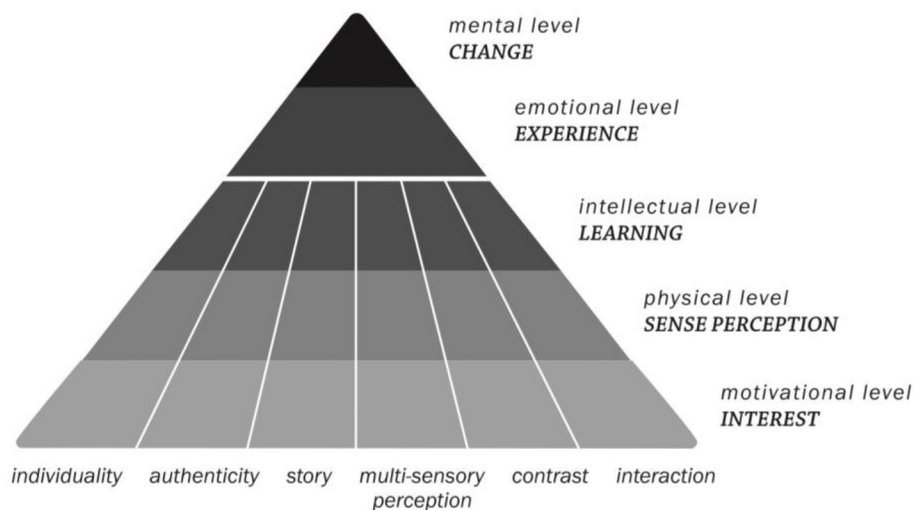 mental level
CHANGE
emotional level
EXPERIENCE
intellectual level
LEARNING
physical level
SENSE PERCEPTION
motivational level
INTEREST
individuality authenticity story multi-sensory contrast interaction
perception